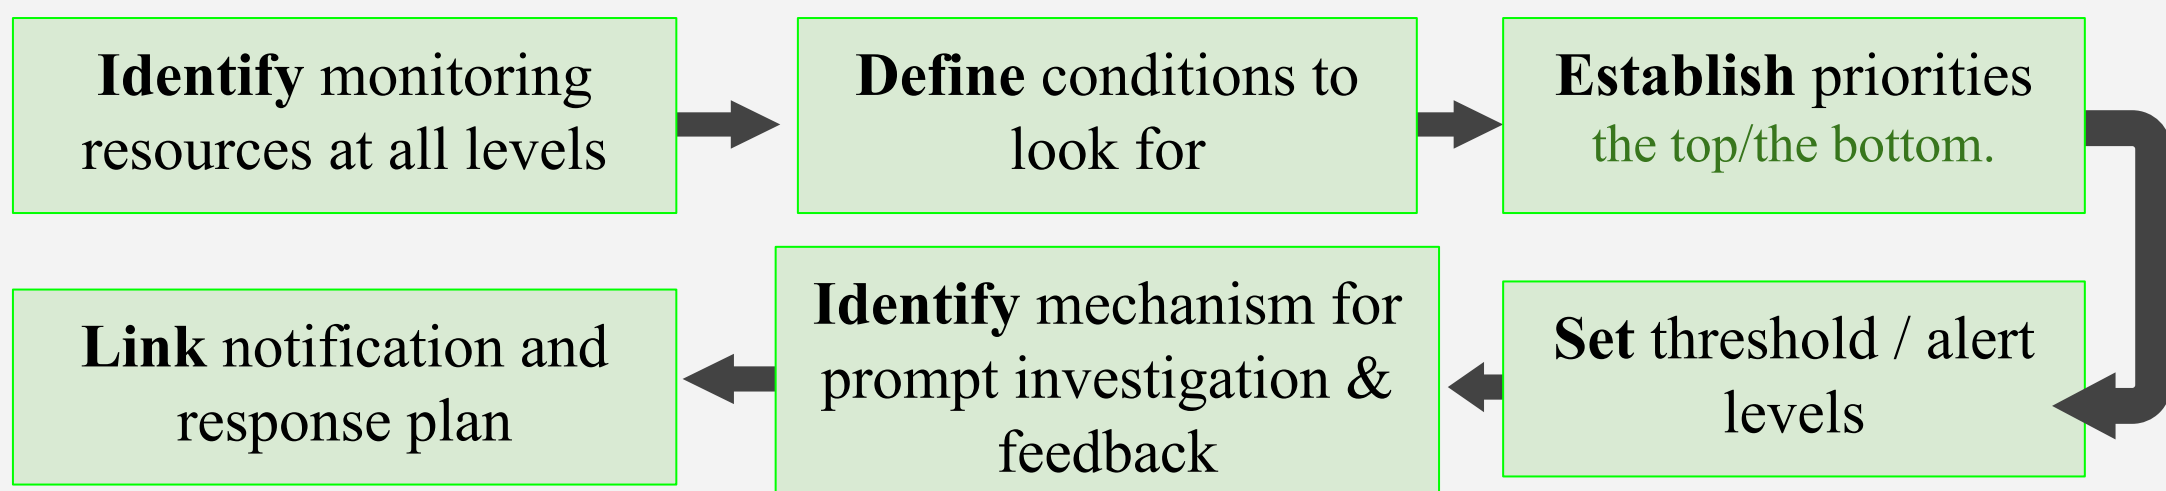 Identify monitoring
resources at all levels
Define conditions to
look for
Establish priorities
the top/the bottom.
Set threshold / alert
levels
Identify mechanism for
prompt investigation &
feedback
Link notification and
response plan